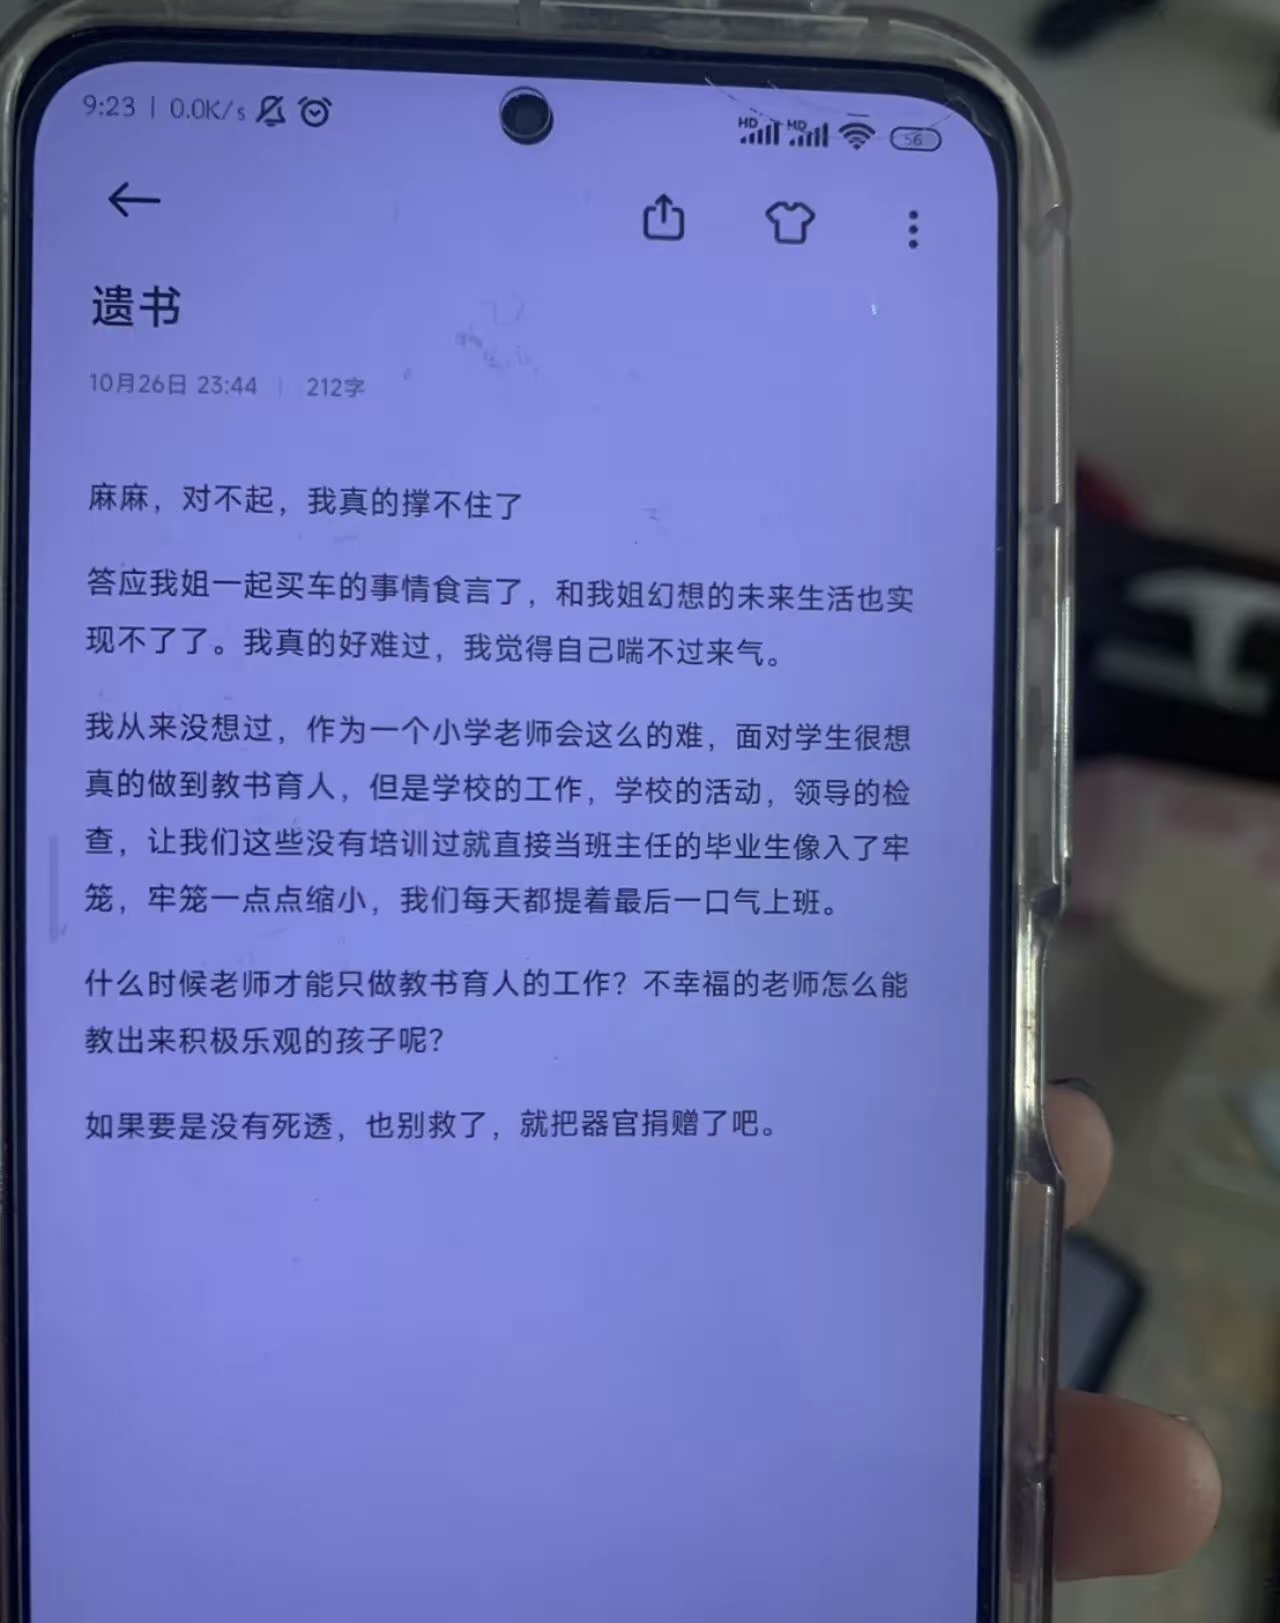 9:23 | 0.0K/s
HD HD 56
遗书
10月26日 23:44 | 212字
麻麻，对不起，我真的撑不住了
答应我姐一起买车的事情食言了，和我姐幻想的未来生活也实
现不了了。我真的好难过，我觉得自己喘不过来气。
我从来没想过，作为一个小学老师会这么的难，面对学生很想
真的做到教书育人，但是学校的工作，学校的活动，领导的检
查，让我们这些没有培训过就直接当班主任的毕业生像入了牢
笼，牢笼一点点缩小，我们每天都提着最后一口气上班。
什么时候老师才能只做教书育人的工作？不幸福的老师怎么能
教出来积极乐观的孩子呢？
如果要是没有死透，也别救了，就把器官捐赠了吧。